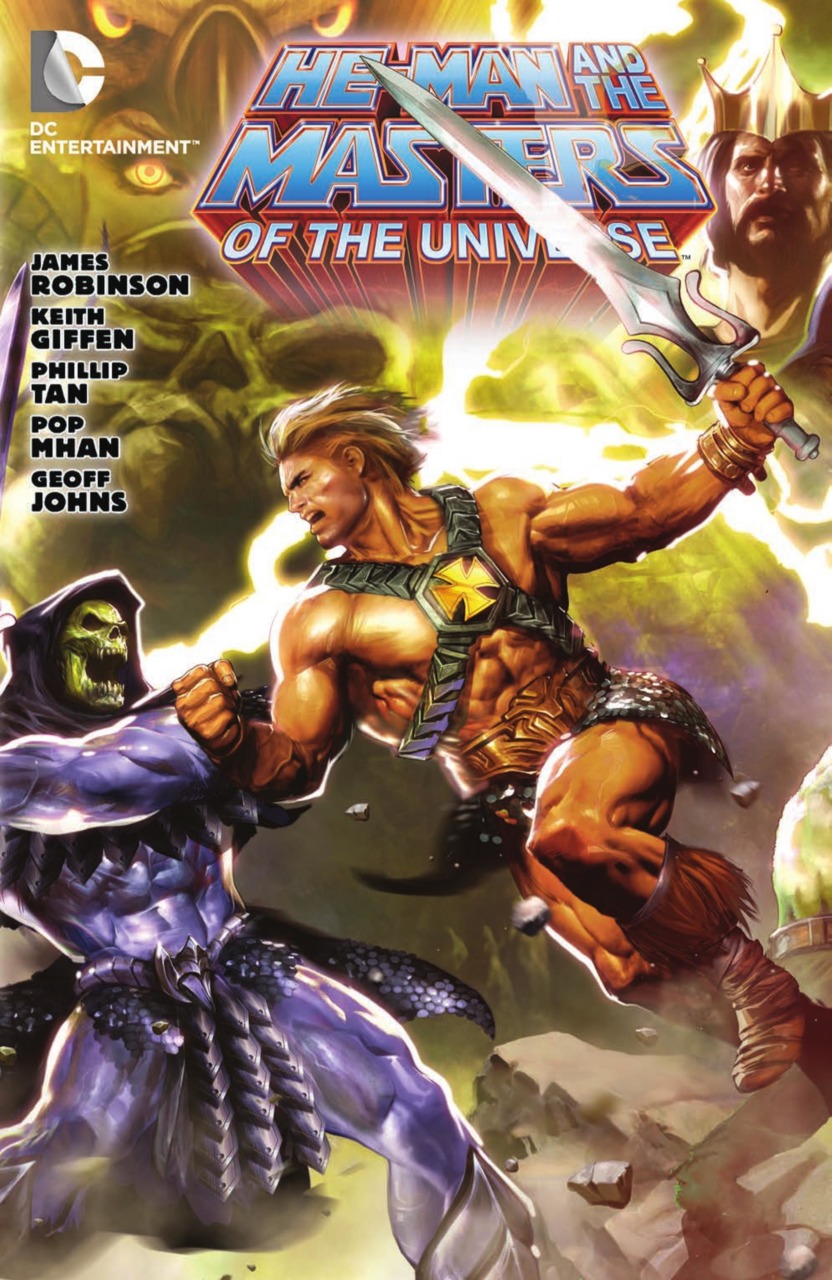 DC
DC
ENTERTAINMENT™
HE-MAN AND THE
MASTERS
OF THE UNIVERSE™
JAMES
ROBINSON
KEITH
GIFFEN
PHILLIP
TAN
POP
MHAN
GEOFF
JOHNS